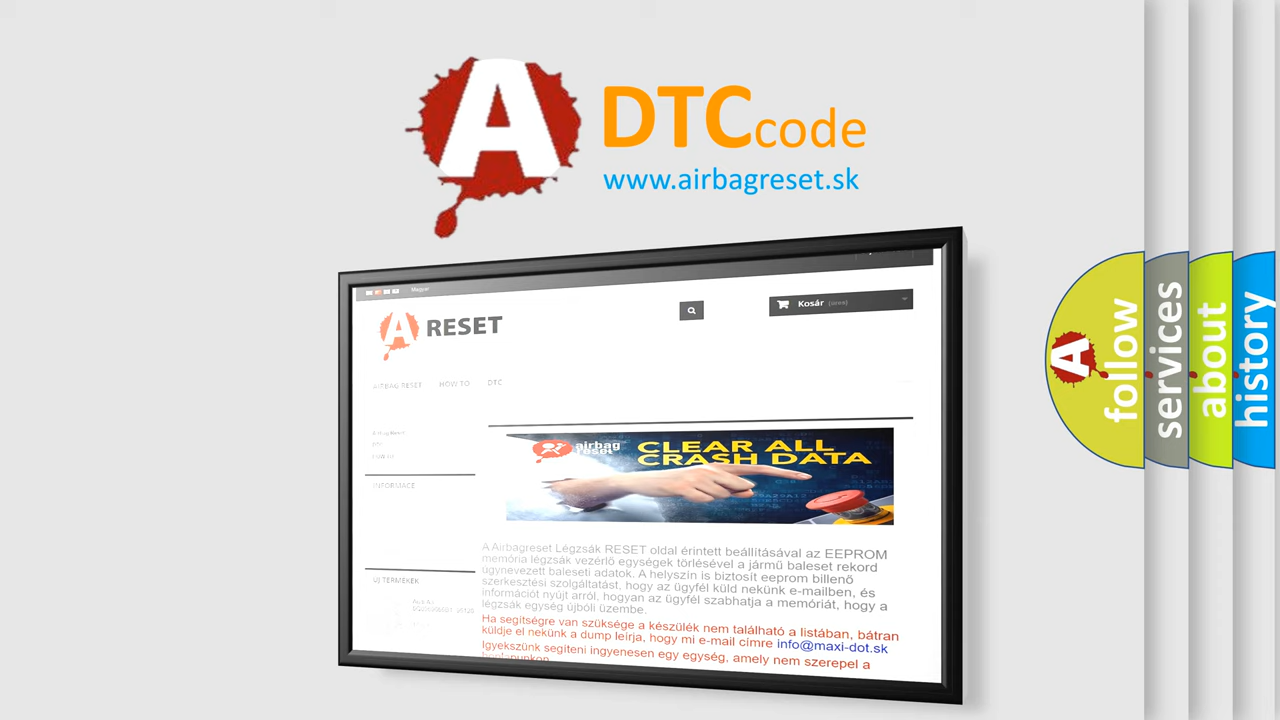 A
DTCcode
www.airbagreset.sk
Magyar
A RESET
Kosár (üres)
AIRBAG RESET HOW TO DTC
INFORMACE
airbag
reset
CLEAR ALL
CRASH DATA
A Airbagreset Légzsák RESET oldal érintett beállításával az EEPROM
memória légzsák vezérlő egységek törlésével a jármű baleset rekord
úgynevezett baleseti adatok. A helyszín is biztosít eeprom billenő
szerkesztési szolgáltatást, hogy az ügyfél küld nekünk e-mailben, és
információt nyújt arról, hogyan az ügyfél szabhatja a memóriát, hogy a
légzsák egység újbóli üzembe.
Ha segítségre van szüksége a készülék nem található a listában, bátran
küldje el nekünk a dump leírja, hogy mi e-mail címre info@maxi-dot.sk
Igyekszünk segíteni ingyenesen egy egység, amely nem szerepel a
ÚJ TERMÉKEK
A
follow
services
about
history